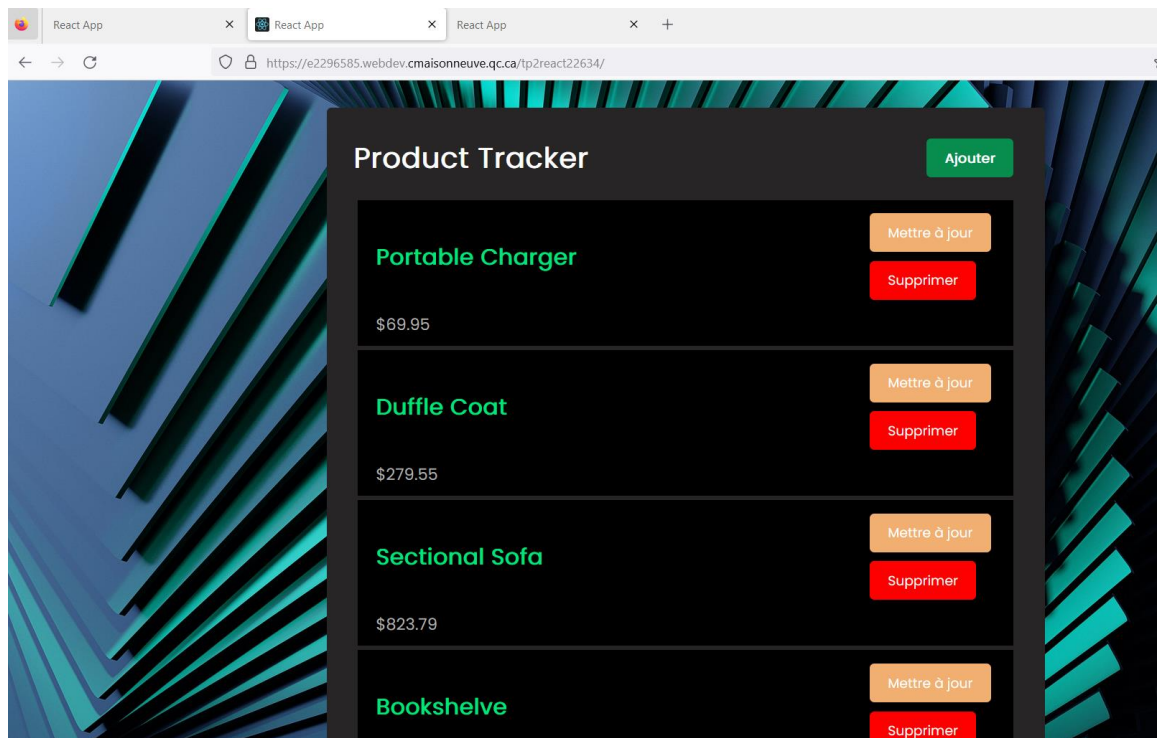 React App
React App
React App
https://e2296585.webdev.cmaisonneuve.qc.ca/tp2react22634/
Product Tracker
Ajouter
Portable Charger
Mettre à jour
Supprimer
$69.95
Duffle Coat
Mettre à jour
Supprimer
$279.55
Sectional Sofa
Mettre à jour
Supprimer
$823.79
Bookshelve
Mettre à jour
Supprimer